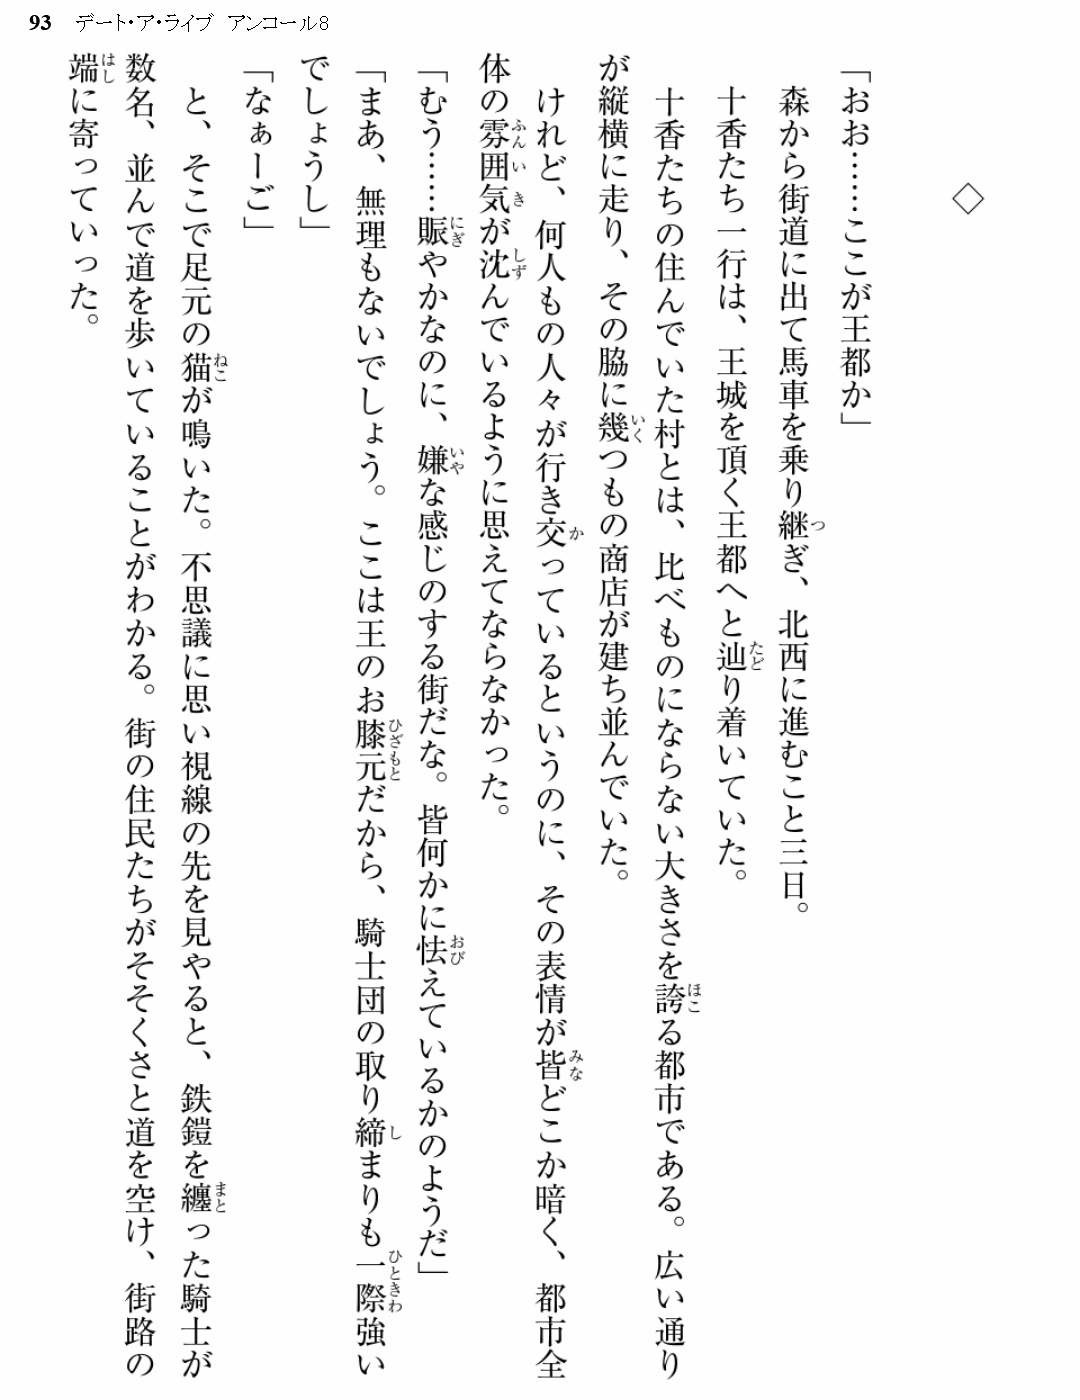 93 デート・ア・ライブ アンコール8
◇
「おお……ここが王都か」
森から街道に出て馬車を乗り継ぎ、北西に進むこと三日。
十香たち一行は、王城を頂く王都へと辿り着いていた。
十香たちの住んでいた村とは、比べものにならない大きさを誇る都市である。広い通り
が縦横に走り、その脇に幾つもの商店が建ち並んでいた。
けれど、何人もの人々が行き交っているというのに、その表情が皆どこか暗く、都市全
体の雰囲気が沈んでいるように思えてならなかった。
「むう……賑やかなのに、嫌な感じのする街だな。皆何かに怯えているかのようだ」
「まあ、無理もないでしょう。ここは王のお膝元だから、騎士団の取り締まりも一際強い
でしょうし」
「なぁーご」
と、そこで足元の猫が鳴いた。不思議に思い視線の先を見やると、鉄鎧を纏った騎士が
数名、並んで道を歩いていることがわかる。街の住民たちがそそくさと道を空け、街路の
端に寄っていった。